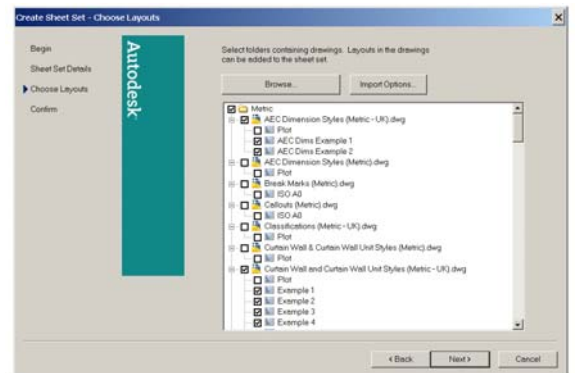 Create Sheet Set - Choose Layouts
Begin
Sheet Set Details
Choose Layouts
Confirm
Autodesk
Select folders containing drawings. Layouts in the drawings
can be added to the sheet set.
Browse...
Import Options...
Metric
AEC Dimension Styles (Metric - UK).dwg
Plot
AEC Dims Example 1
AEC Dims Example 2
AEC Dimension Styles (Metric).dwg
Plot
Break Marks (Metric).dwg
ISO A0
Callouts (Metric).dwg
ISO A0
Classifications (Metric - UK).dwg
Plot
Curtain Wall & Curtain Wall Unit Styles (Metric).dwg
Plot
Curtain Wall and Curtain Wall Unit Styles (Metric - UK).dwg
Plot
Example 1
Example 2
Example 3
Example 4
< Back
Next >
Cancel